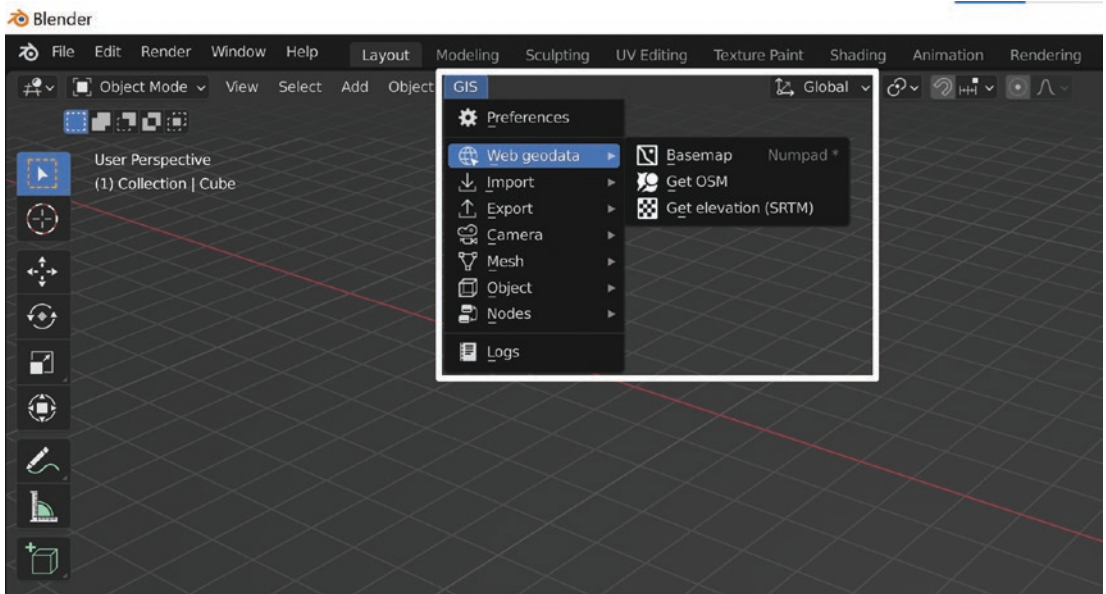 Blender
File Edit Render Window Help Layout Modeling Sculpting UV Editing Texture Paint Shading Animation Rendering
Object Mode View Select Add Object GIS Global
Preferences
User Perspective
(1) Collection | Cube
Web geodata Basemap Numpad *
Import Get OSM
Export Get elevation (SRTM)
Camera
Mesh
Object
Nodes
Logs